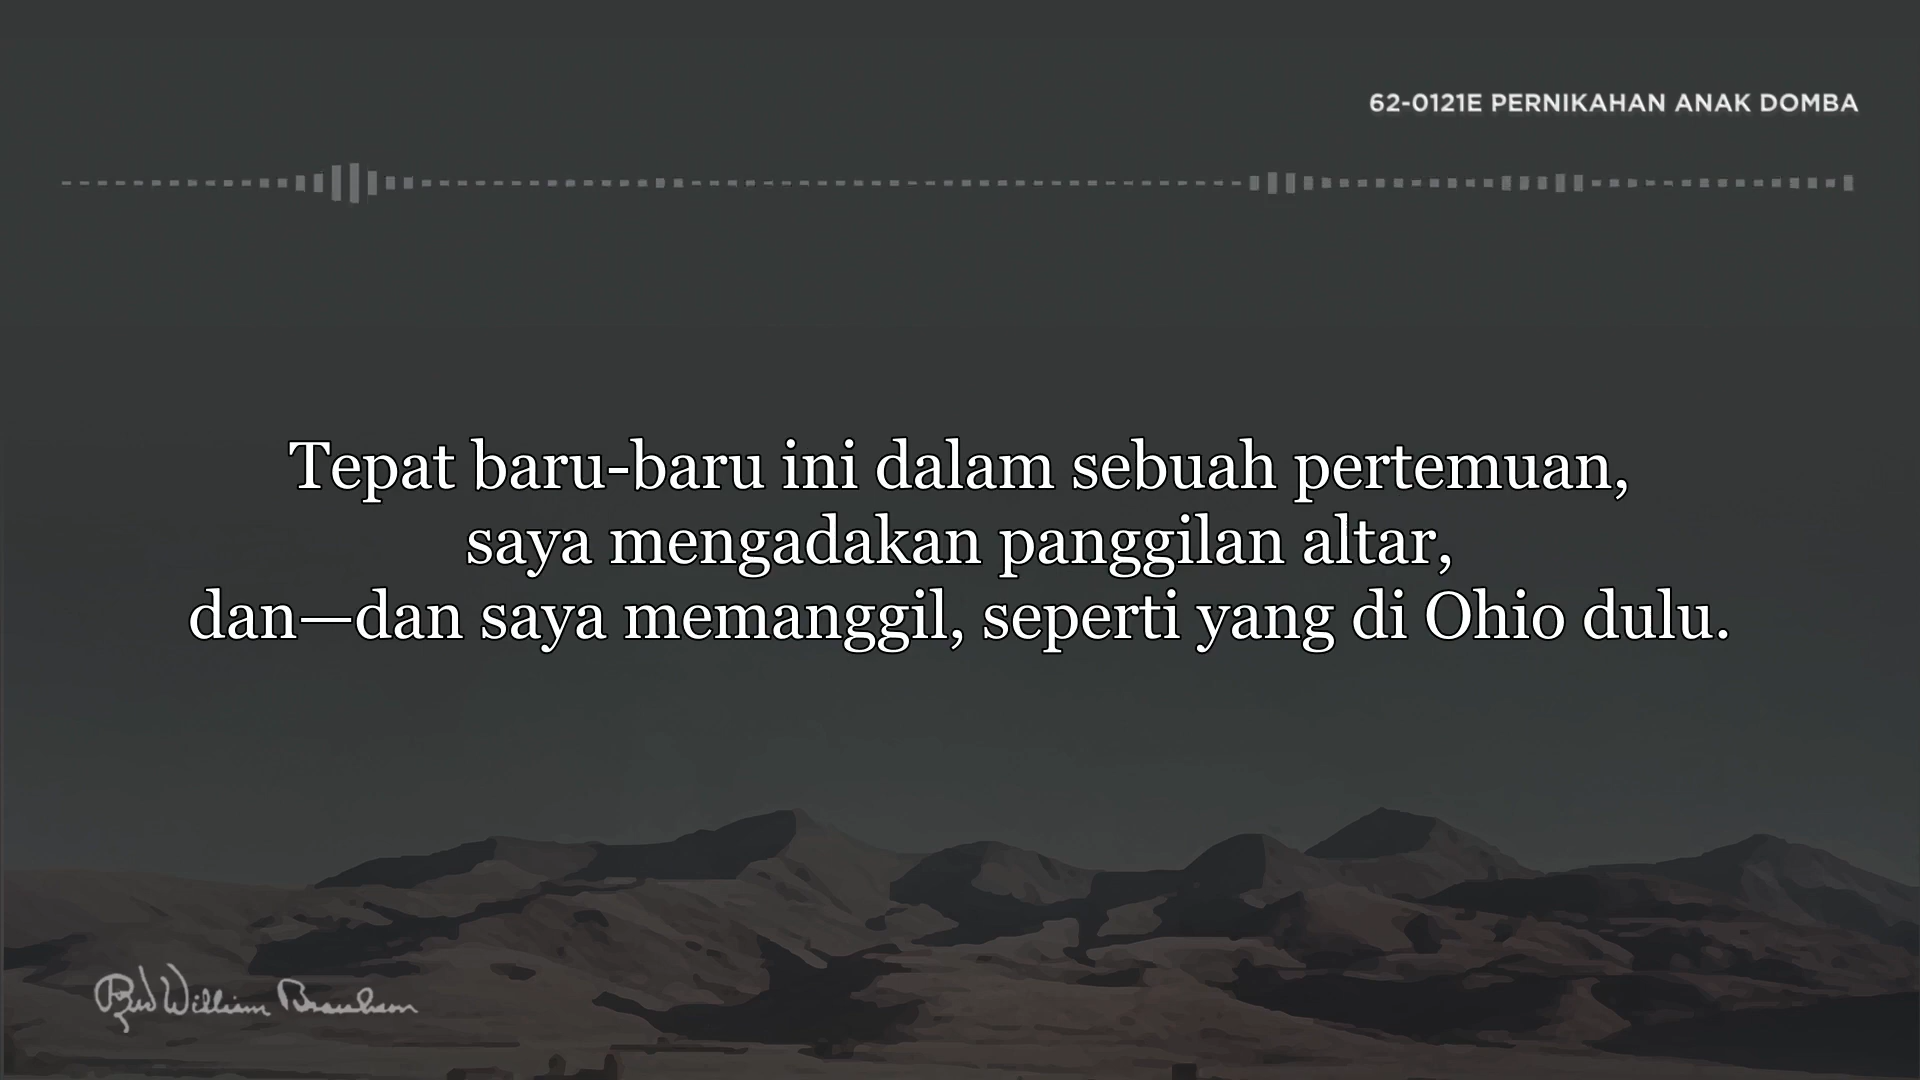 62-0121E PERNIKAHAN ANAK DOMBA
Tepat baru-baru ini dalam sebuah pertemuan,
saya mengadakan panggilan altar,
dan—dan saya memanggil, seperti yang di Ohio dulu.
Rev William Branham